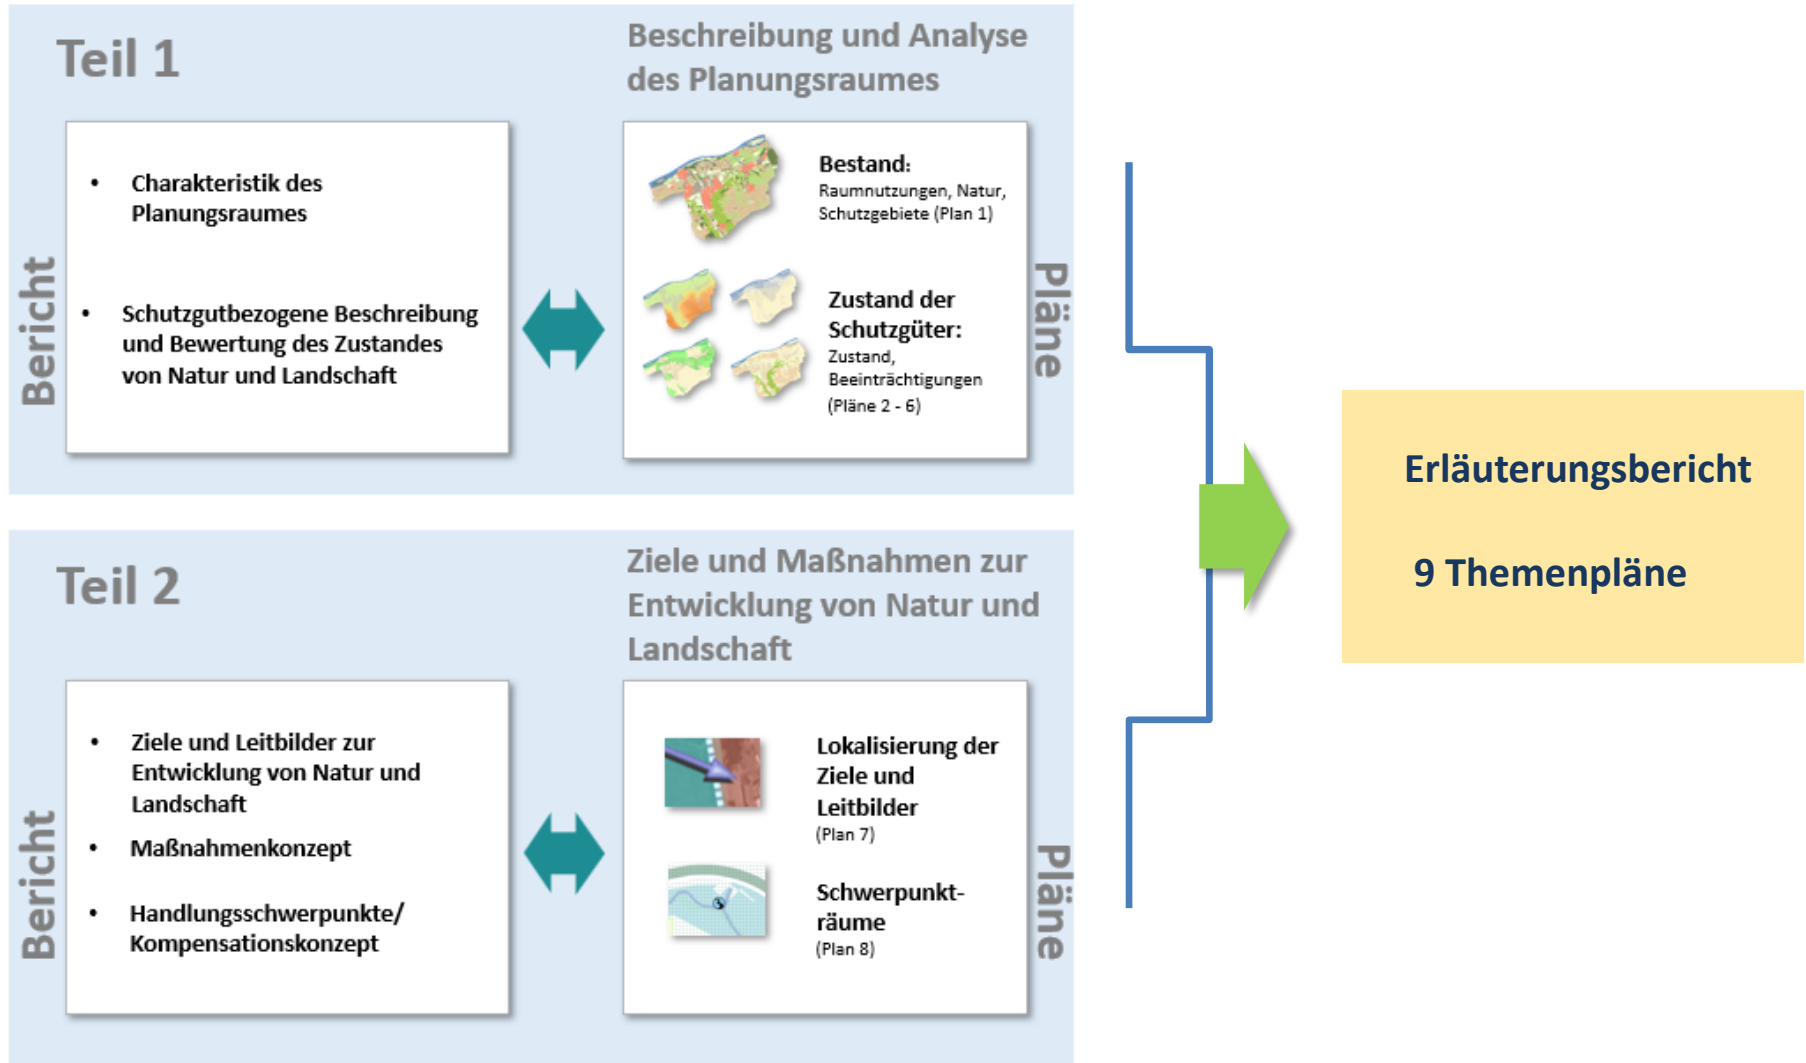 Teil 1
Beschreibung und Analyse
des Planungsraumes
Bericht
• Charakteristik des
Planungsraumes
• Schutzgutbezogene Beschreibung
und Bewertung des Zustandes
von Natur und Landschaft
Bestand:
Raumnutzungen, Natur,
Schutzgebiete (Plan 1)
Zustand der
Schutzgüter:
Zustand,
Beeinträchtigungen
(Pläne 2 - 6)
Pläne
Teil 2
Ziele und Maßnahmen zur
Entwicklung von Natur und
Landschaft
Bericht
• Ziele und Leitbilder zur
Entwicklung von Natur und
Landschaft
• Maßnahmenkonzept
• Handlungsschwerpunkte/
Kompensationskonzept
Lokalisierung der
Ziele und
Leitbilder
(Plan 7)
Schwerpunkt-
räume
(Plan 8)
Pläne
Erläuterungsbericht
9 Themenpläne